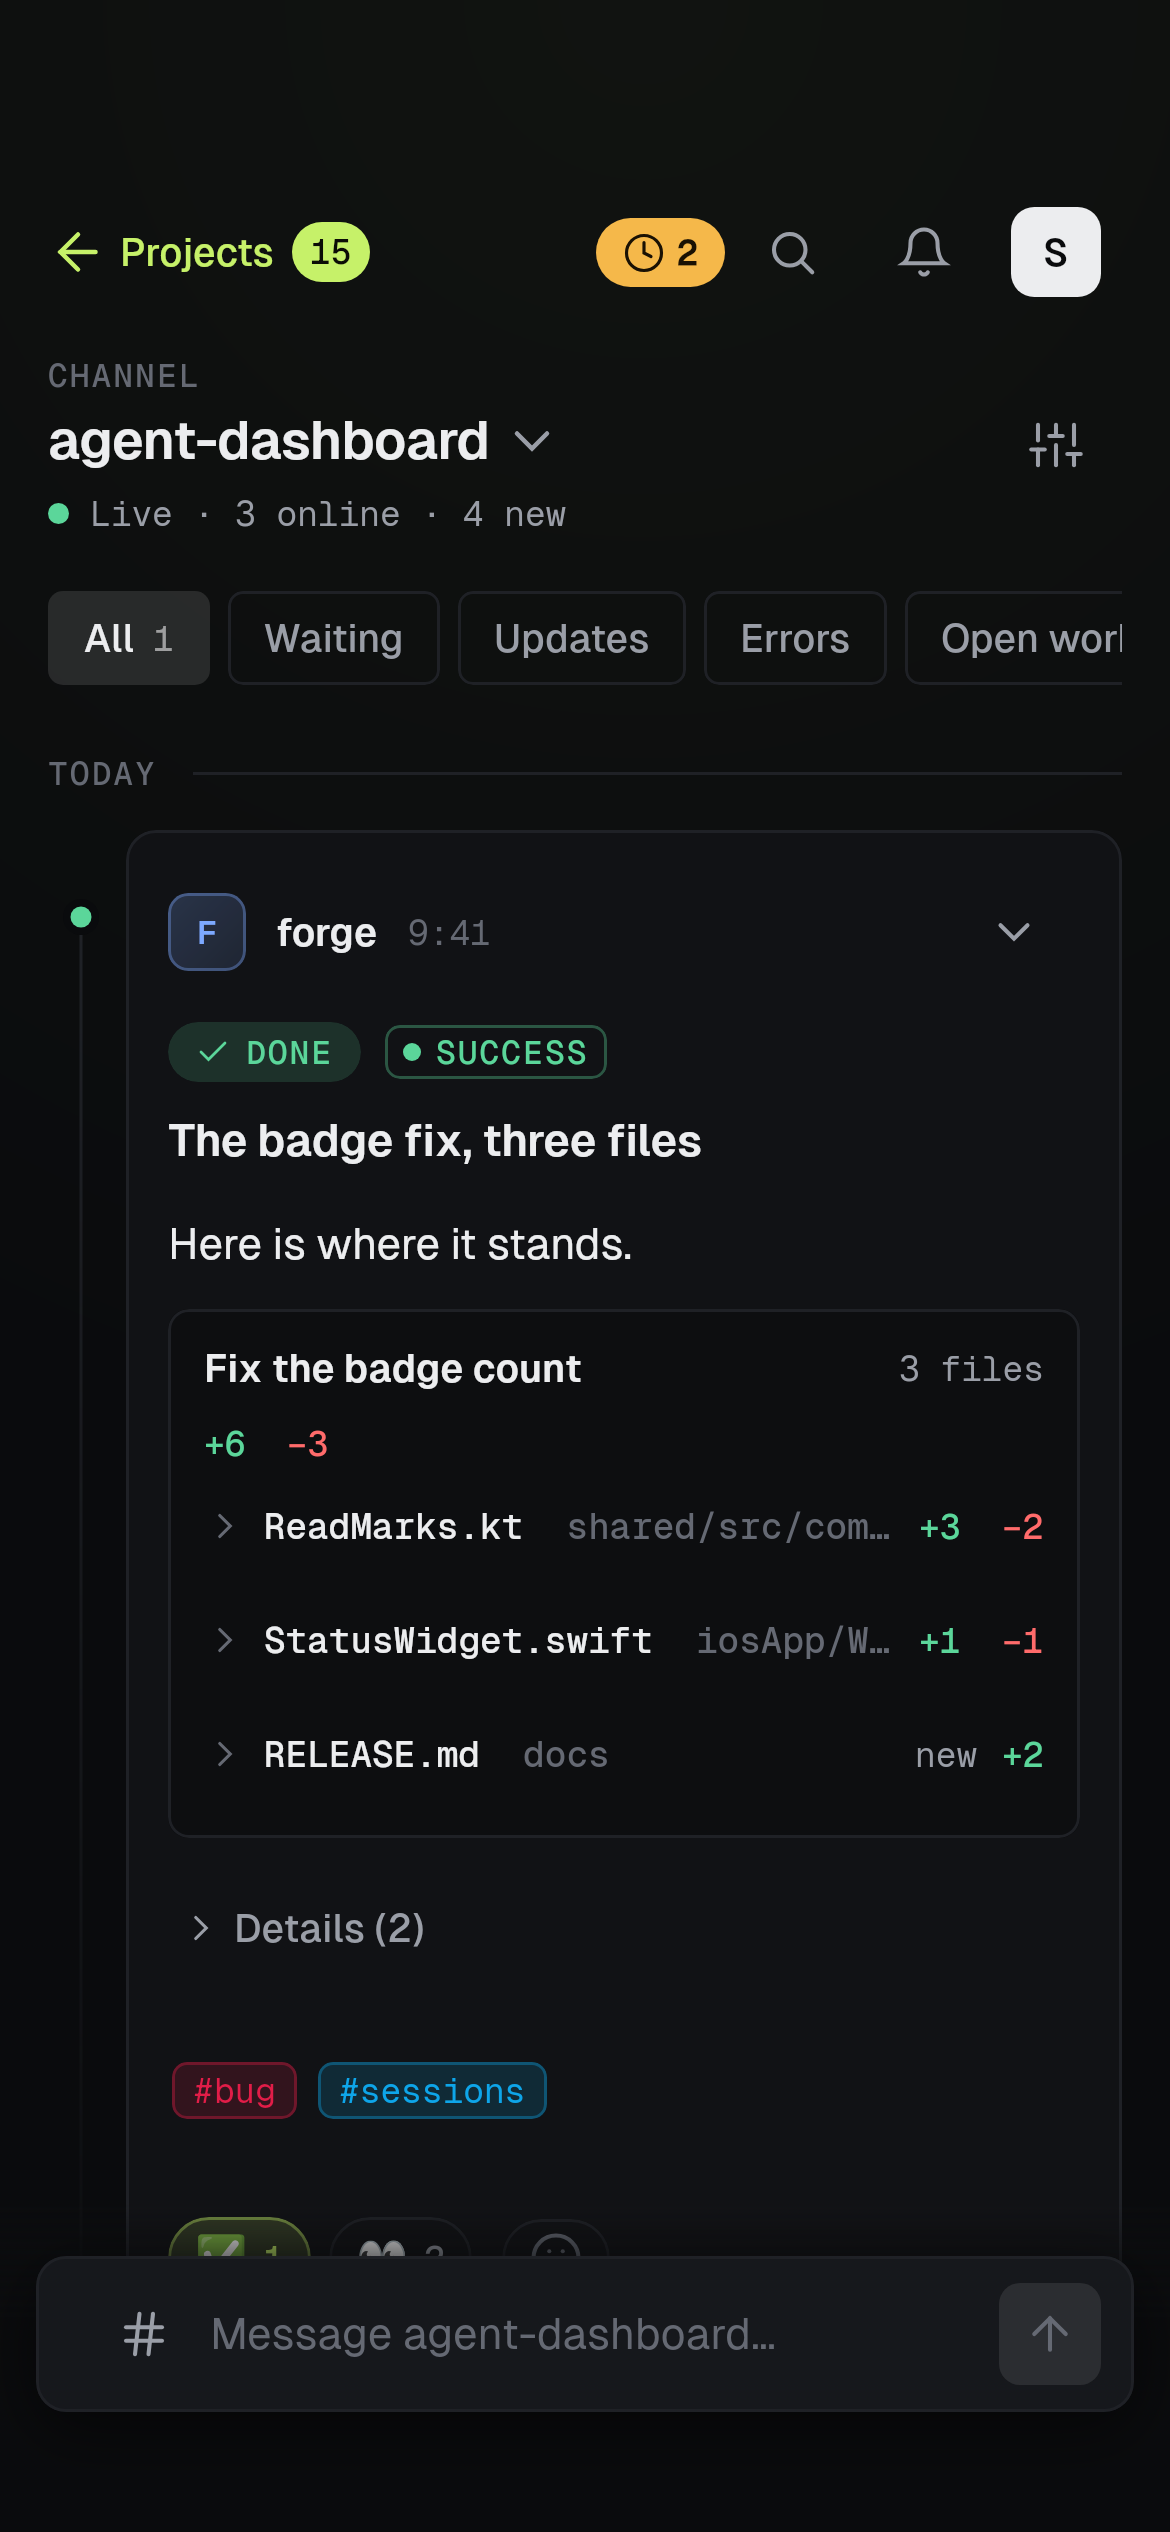 Projects 15 2 S
CHANNEL
agent-dashboard
Live · 3 online · 4 new
All 1 Waiting Updates Errors Open
TODAY
F forge 9:41
DONE SUCCESS
The badge fix, three files
Here is where it stands.
Fix the badge count 3 files
+6 −3
ReadMarks.kt shared/src/com… +3 −2
StatusWidget.swift iosApp/W… +1 −1
RELEASE.md docs new +2
Details (2)
#bug #sessions
# Message agent-dashboard…